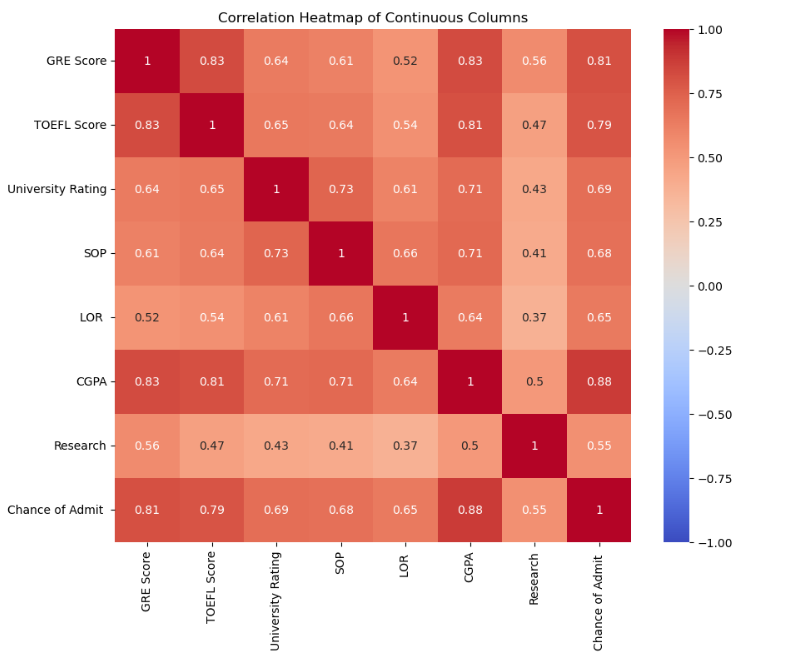 Correlation Heatmap of Continuous Columns
GRE Score 1 0.83 0.64 0.61 0.52 0.83 0.56 0.81
TOEFL Score 0.83 1 0.65 0.64 0.54 0.81 0.47 0.79
University Rating 0.64 0.65 1 0.73 0.61 0.71 0.43 0.69
SOP 0.61 0.64 0.73 1 0.66 0.71 0.41 0.68
LOR 0.52 0.54 0.61 0.66 1 0.64 0.37 0.65
CGPA 0.83 0.81 0.71 0.71 0.64 1 0.5 0.88
Research 0.56 0.47 0.43 0.41 0.37 0.5 1 0.55
Chance of Admit 0.81 0.79 0.69 0.68 0.65 0.88 0.55 1
GRE Score
TOEFL Score
University Rating
SOP
LOR
CGPA
Research
Chance of Admit
1.00
0.75
0.50
0.25
0.00
−0.25
−0.50
−0.75
−1.00